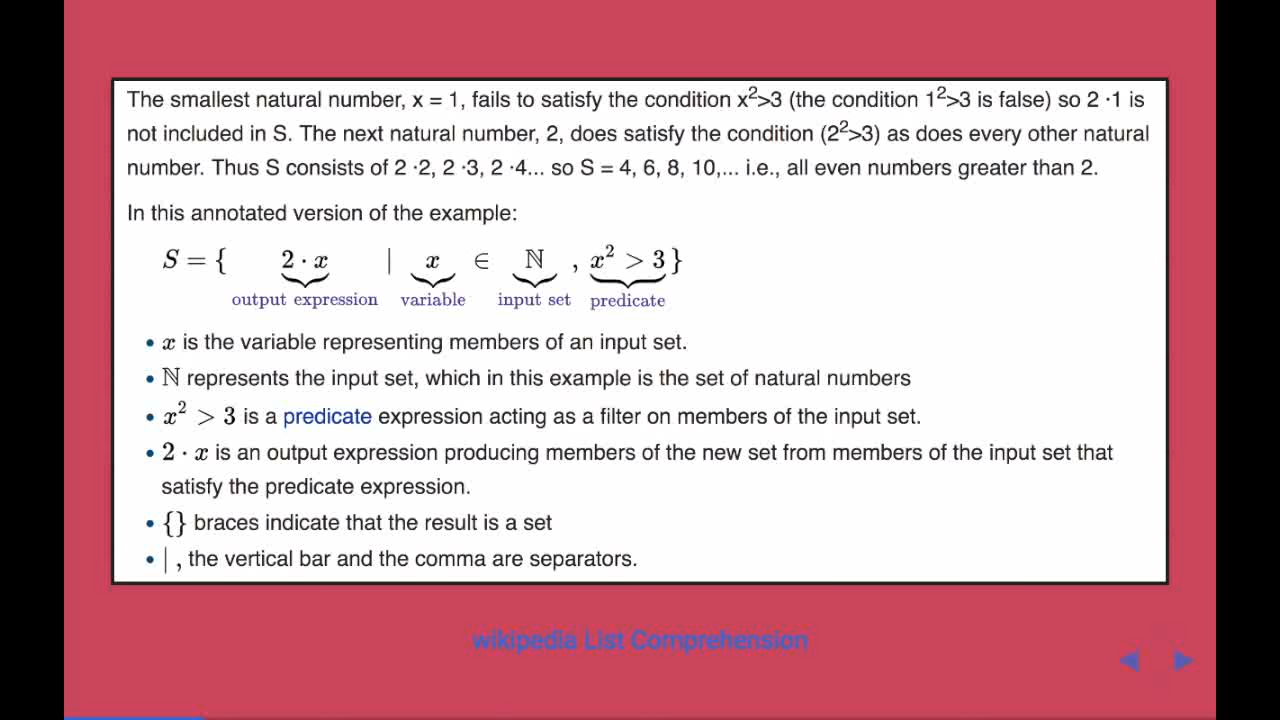 The smallest natural number, x = 1, fails to satisfy the condition x²>3 (the condition 1²>3 is false) so 2 ·1 is
not included in S. The next natural number, 2, does satisfy the condition (2²>3) as does every other natural
number. Thus S consists of 2 ·2, 2 ·3, 2 ·4... so S = 4, 6, 8, 10,... i.e., all even numbers greater than 2.
In this annotated version of the example:
S = { 2 · x | x ∈ ℕ , x² > 3 }
output expression variable input set predicate
• x is the variable representing members of an input set.
• ℕ represents the input set, which in this example is the set of natural numbers
• x² > 3 is a predicate expression acting as a filter on members of the input set.
• 2 · x is an output expression producing members of the new set from members of the input set that
satisfy the predicate expression.
• {} braces indicate that the result is a set
• | , the vertical bar and the comma are separators.
wikipedia List Comprehension